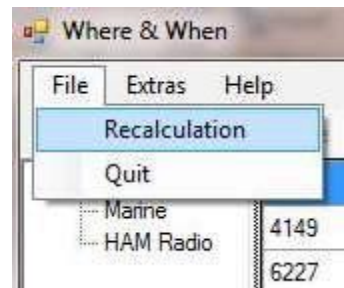 Where & When
File Extras Help
Recalculation
Quit
Marine
HAM Radio
4149
6227